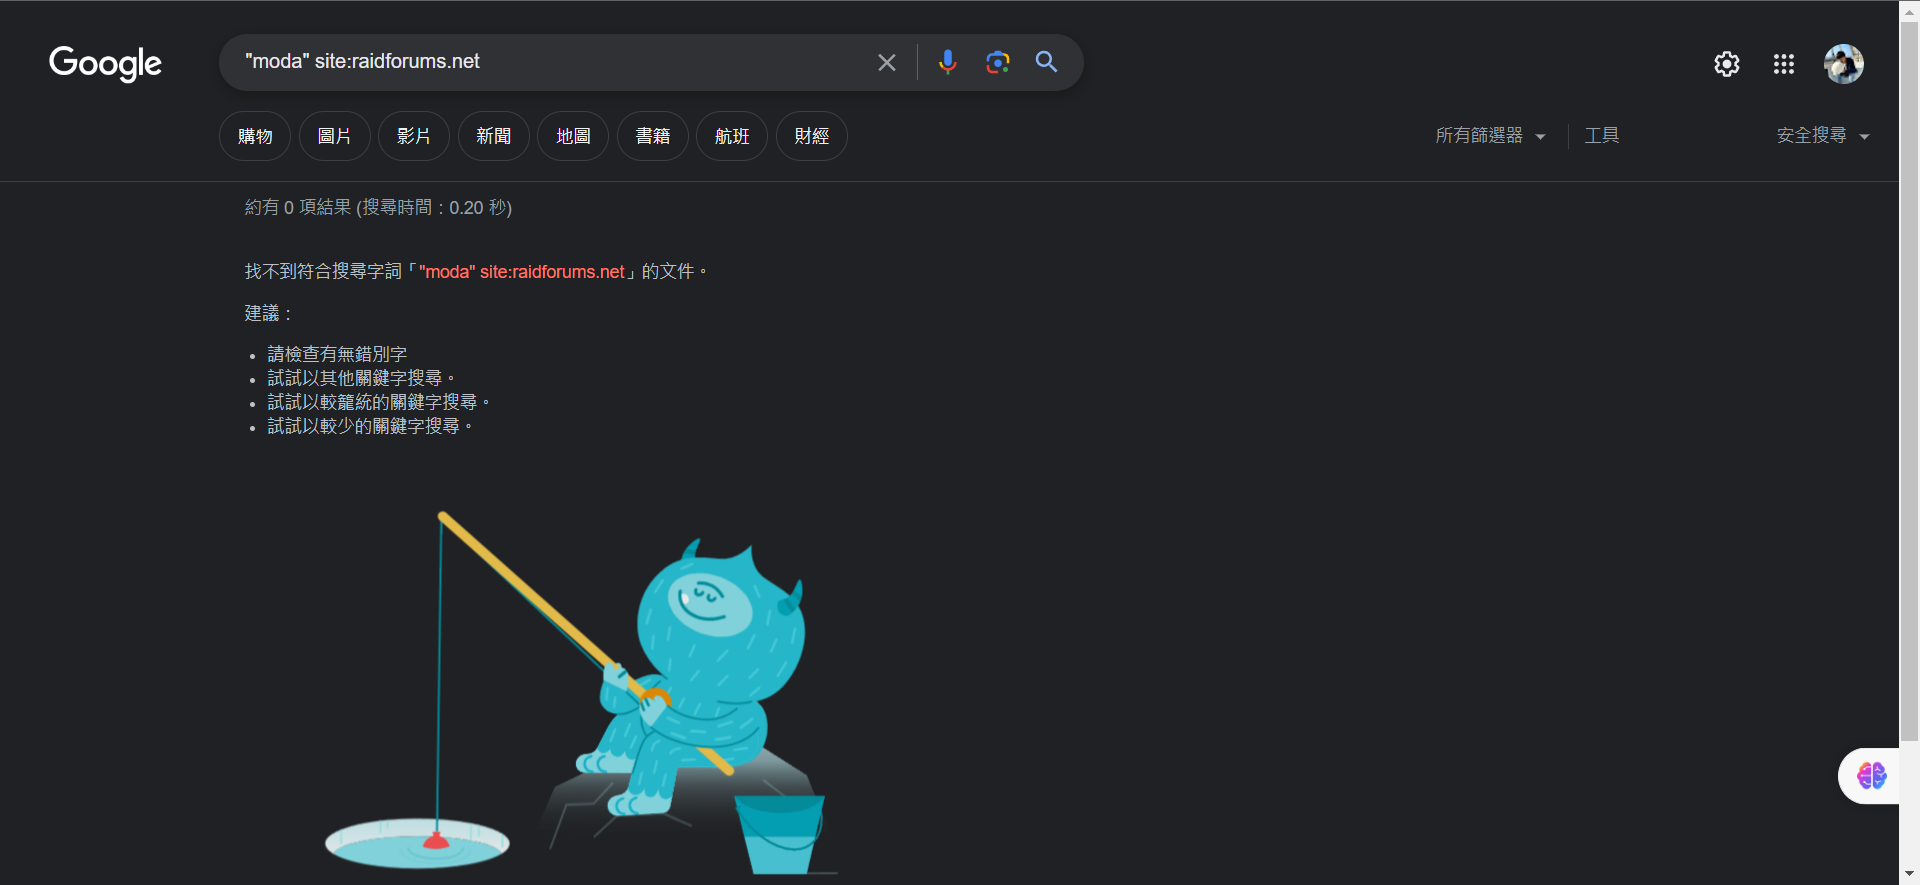 Google
"moda" site:raidforums.net
購物 圖片 影片 新聞 地圖 書籍 航班 財經 所有篩選器 工具 安全搜尋
約有 0 項結果 (搜尋時間：0.20 秒)
找不到符合搜尋字詞「"moda" site:raidforums.net」的文件。
建議：
請檢查有無錯別字
試試以其他關鍵字搜尋。
試試以較籠統的關鍵字搜尋。
試試以較少的關鍵字搜尋。